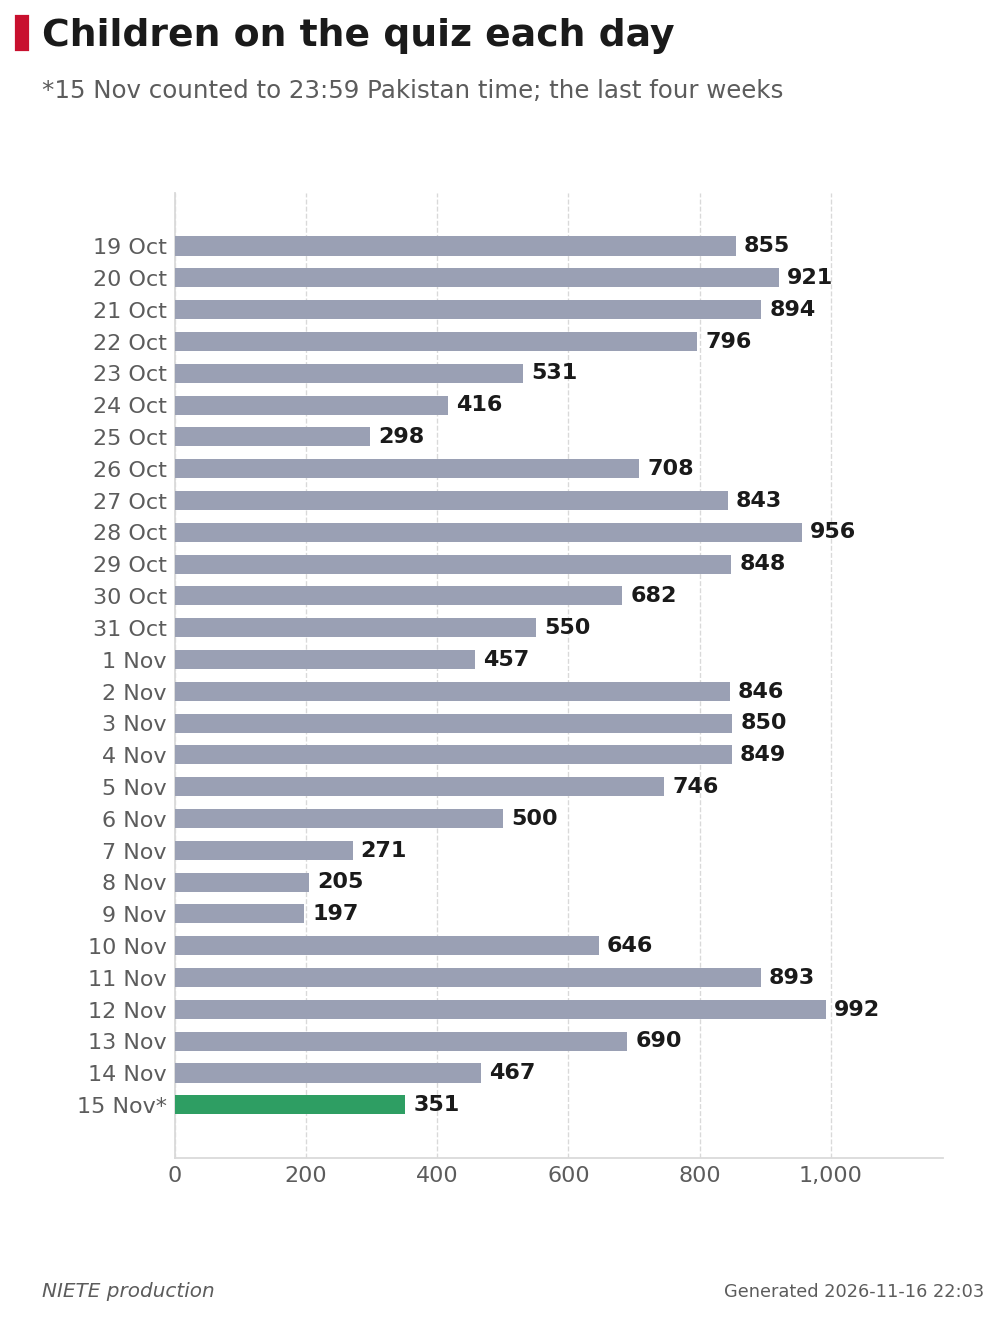 Children on the quiz each day
*15 Nov counted to 23:59 Pakistan time; the last four weeks
19 Oct 855
20 Oct 921
21 Oct 894
22 Oct 796
23 Oct 531
24 Oct 416
25 Oct 298
26 Oct 708
27 Oct 843
28 Oct 956
29 Oct 848
30 Oct 682
31 Oct 550
1 Nov 457
2 Nov 846
3 Nov 850
4 Nov 849
5 Nov 746
6 Nov 500
7 Nov 271
8 Nov 205
9 Nov 197
10 Nov 646
11 Nov 893
12 Nov 992
13 Nov 690
14 Nov 467
15 Nov* 351
0 200 400 600 800 1,000
NIETE production
Generated 2026-11-16 22:03